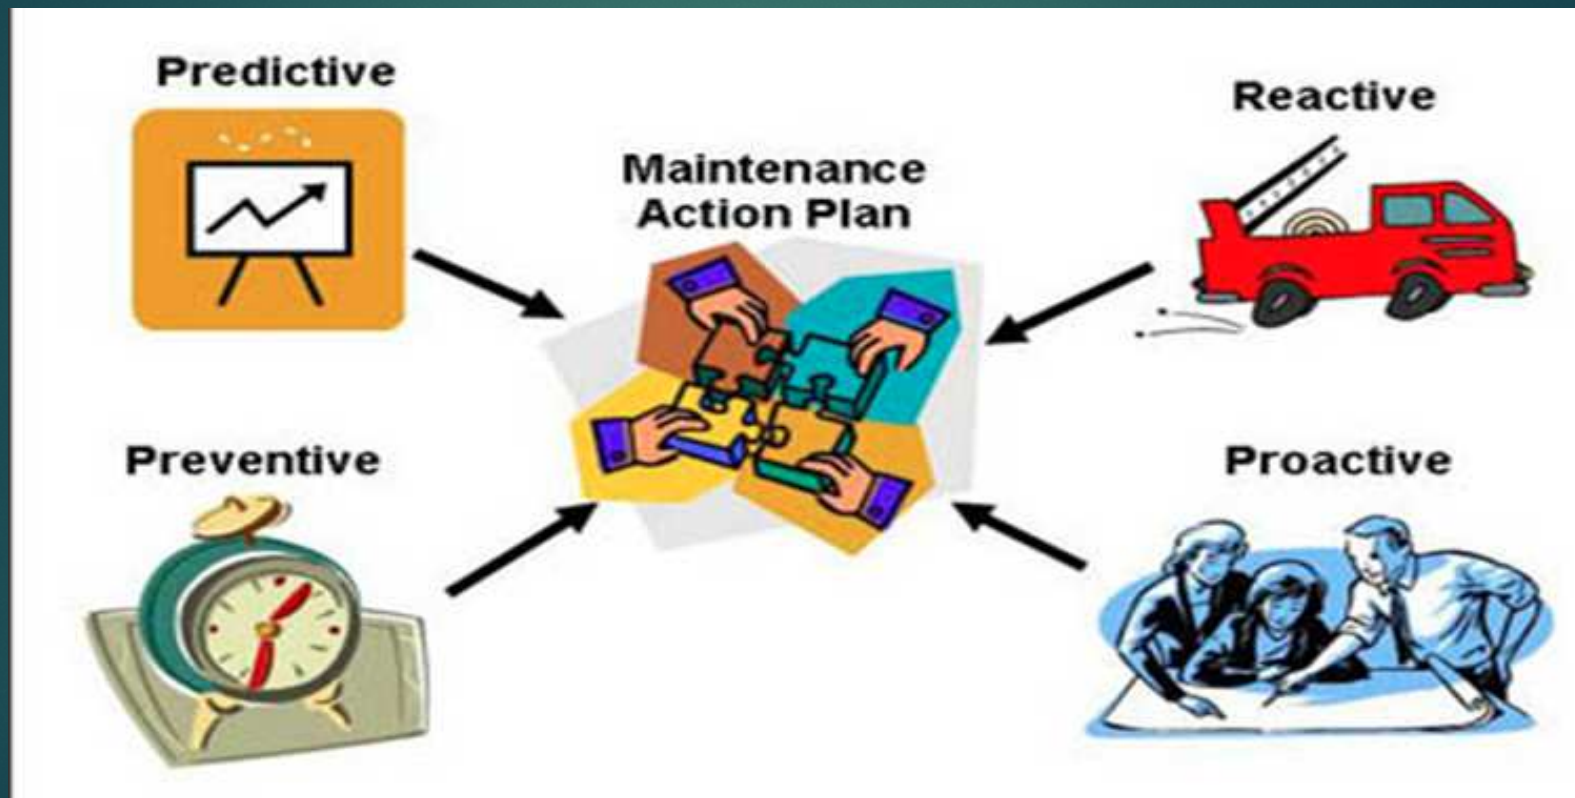 Predictive
Reactive
Maintenance
Action Plan
Preventive
Proactive